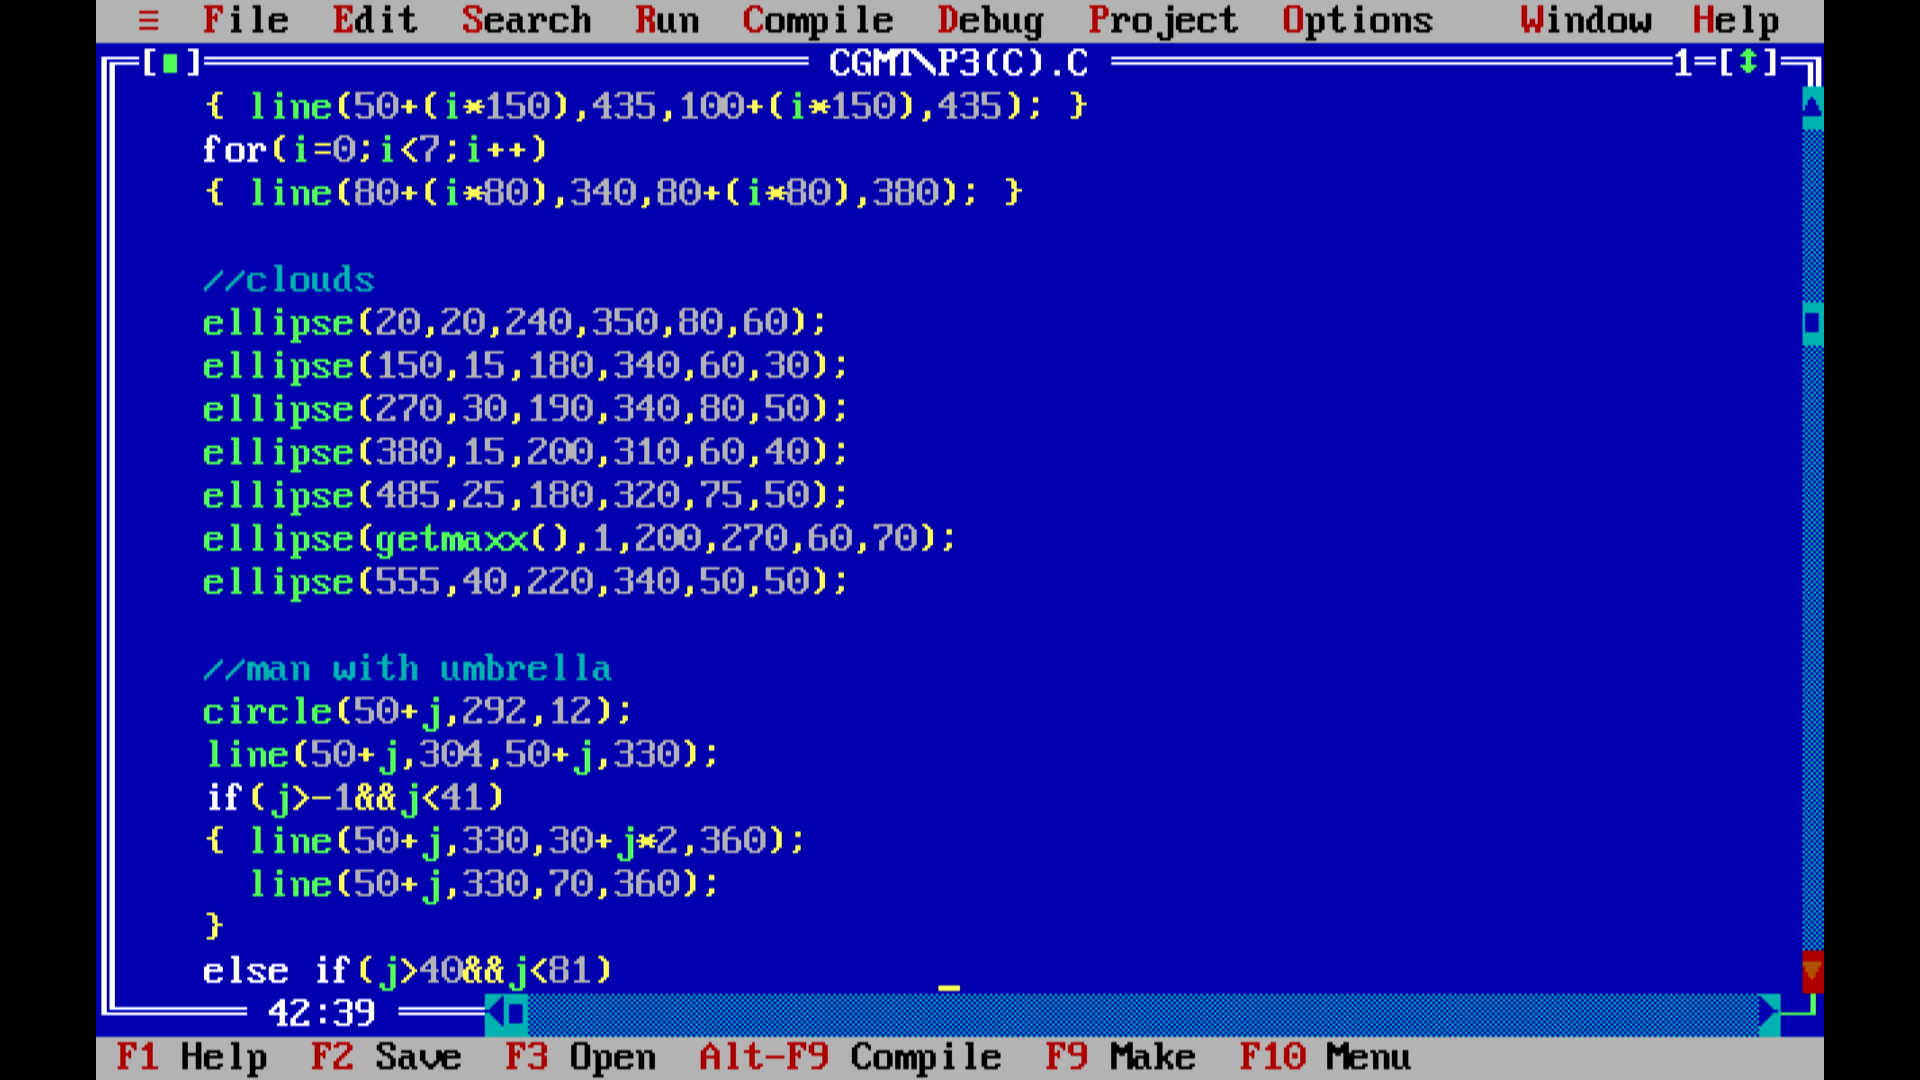 ≡ File Edit Search Run Compile Debug Project Options Window Help
[■] CGMT\P3(C).C 1=[↕]
{ line(50+(i*150),435,100+(i*150),435); }
for(i=0;i<7;i++)
{ line(80+(i*80),340,80+(i*80),380); }
//clouds
ellipse(20,20,240,350,80,60);
ellipse(150,15,180,340,60,30);
ellipse(270,30,190,340,80,50);
ellipse(380,15,200,310,60,40);
ellipse(485,25,180,320,75,50);
ellipse(getmaxx(),1,200,270,60,70);
ellipse(555,40,220,340,50,50);
//man with umbrella
circle(50+j,292,12);
line(50+j,304,50+j,330);
if(j>-1&&j<41)
{ line(50+j,330,30+j*2,360);
line(50+j,330,70,360);
}
else if(j>40&&j<81)
42:39
F1 Help F2 Save F3 Open Alt-F9 Compile F9 Make F10 Menu